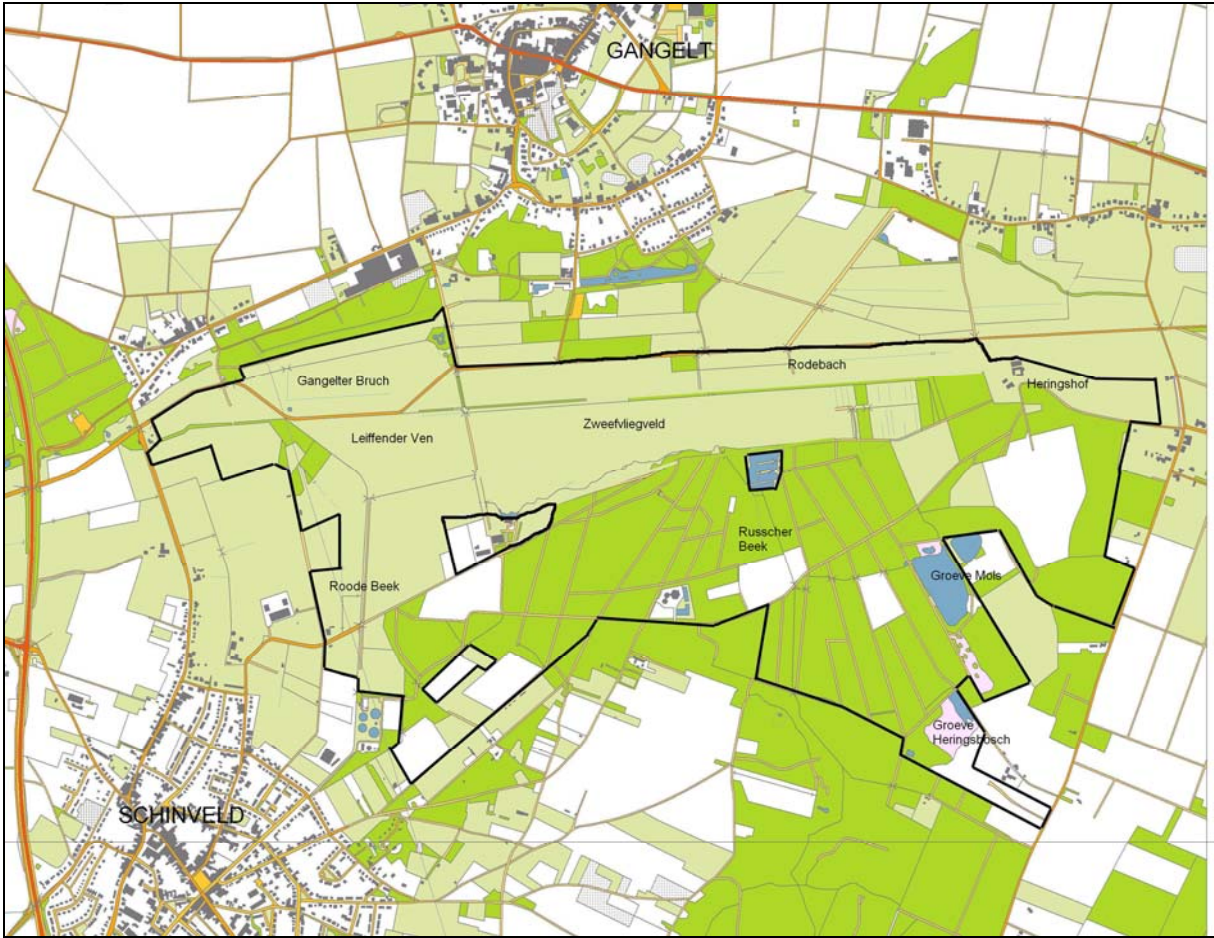 GANGELT
Rodebach
Gangelter Bruch
Heringshof
Zweefvliegveld
Leiffender Ven
Russcher
Beek
Groeve Mols
Roode Beek
Groeve
Heringsbosch
SCHINVELD